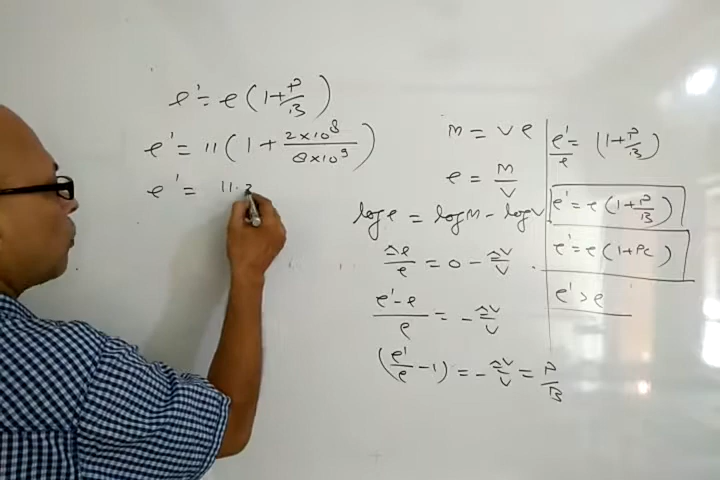 e' = e (1 + P/B)
e' = 11 (1 + 2×10⁸/8×10⁹)
e' = 11.2
m = V e
e = M/V
log e = log M - log V
Δe/e = 0 - ΔV/V
e' - e/e = - ΔV/V
(e'/e - 1) = - ΔV/V = P/B
e'/e = (1 + P/B)
e' = e (1 + P/B)
e' = e (1 + PC)
e' > e